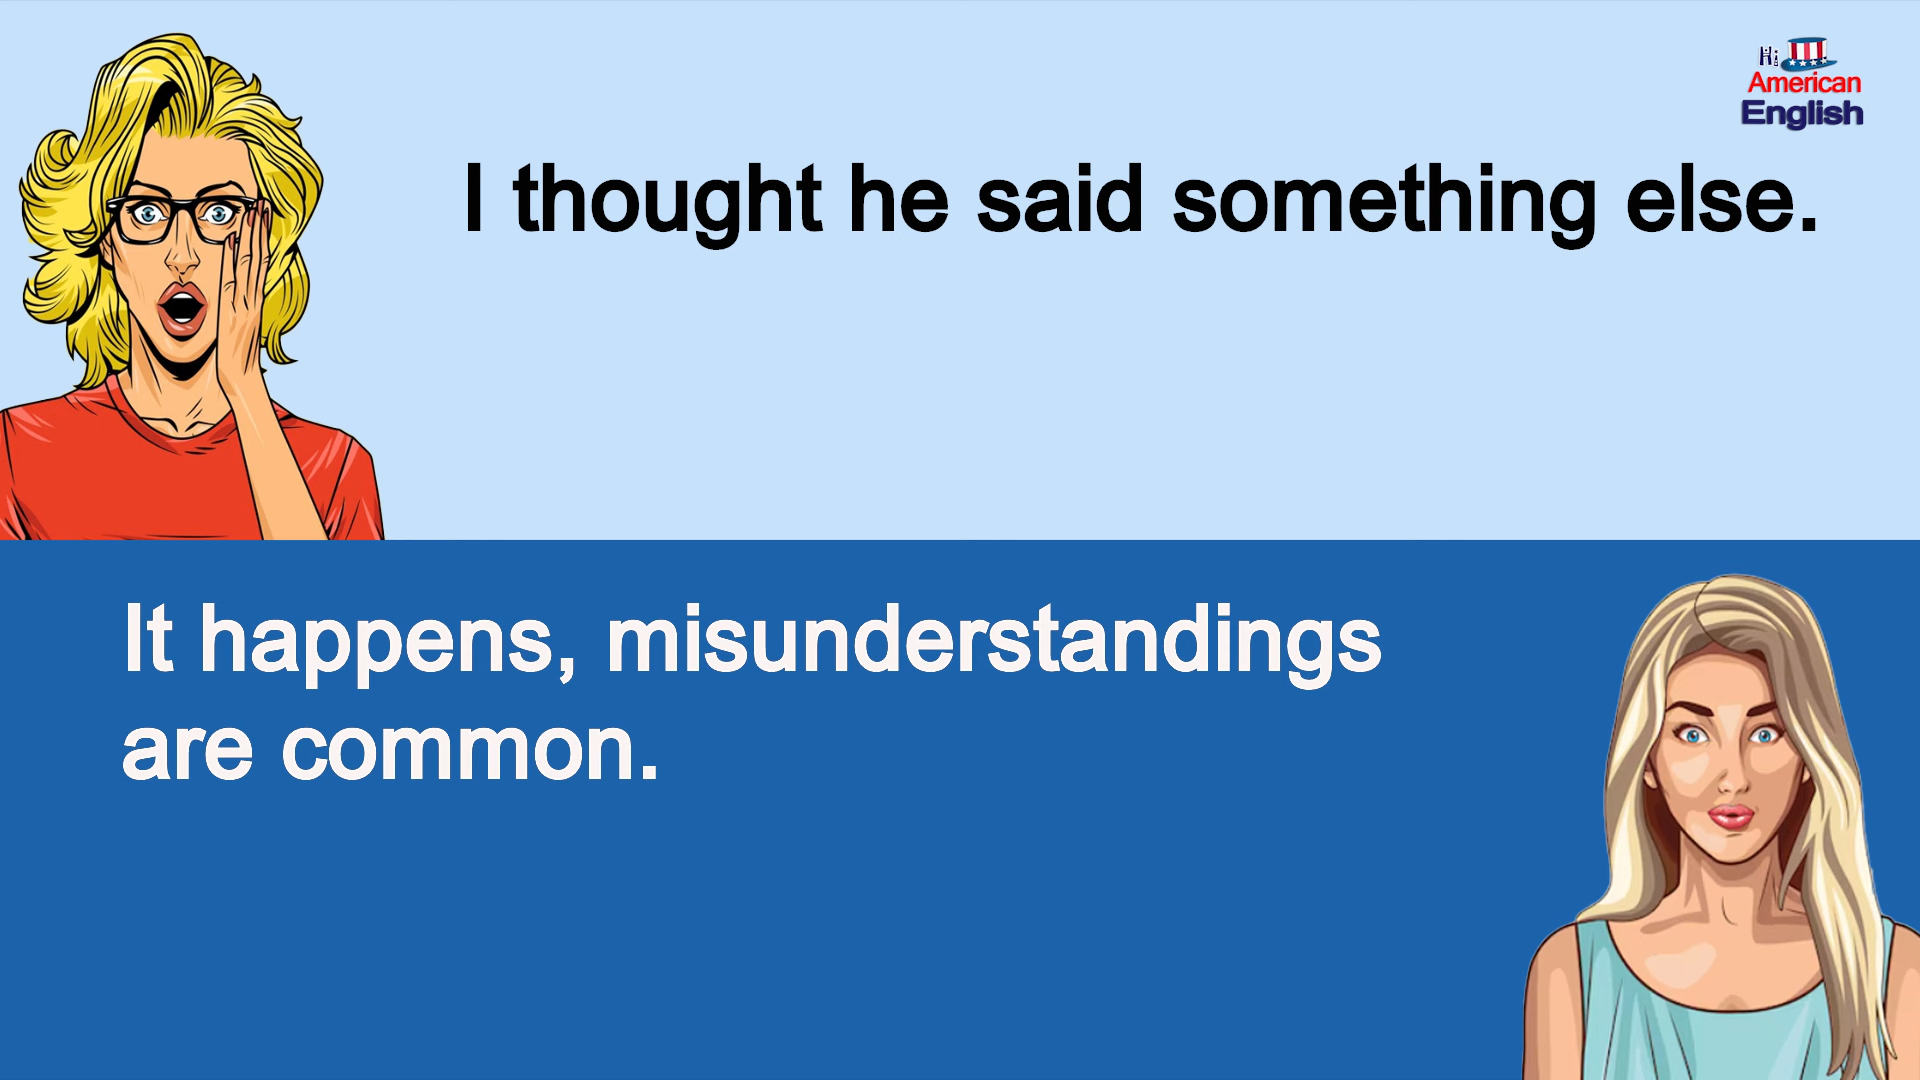 Hi
American
English
I thought he said something else.
It happens, misunderstandings
are common.